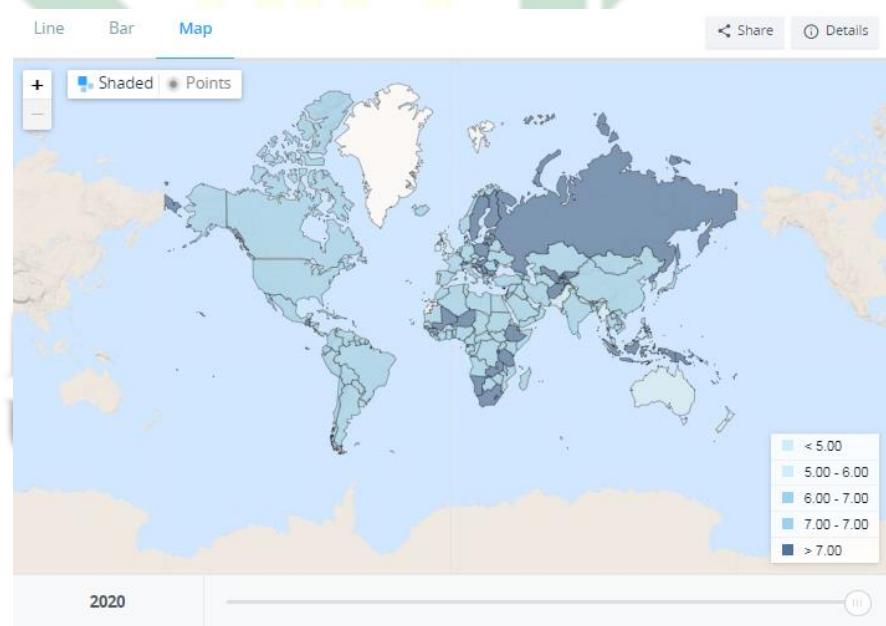 Line Bar Map Share Details
+ Shaded Points
−
< 5.00
5.00 - 6.00
6.00 - 7.00
7.00 - 7.00
> 7.00
2020